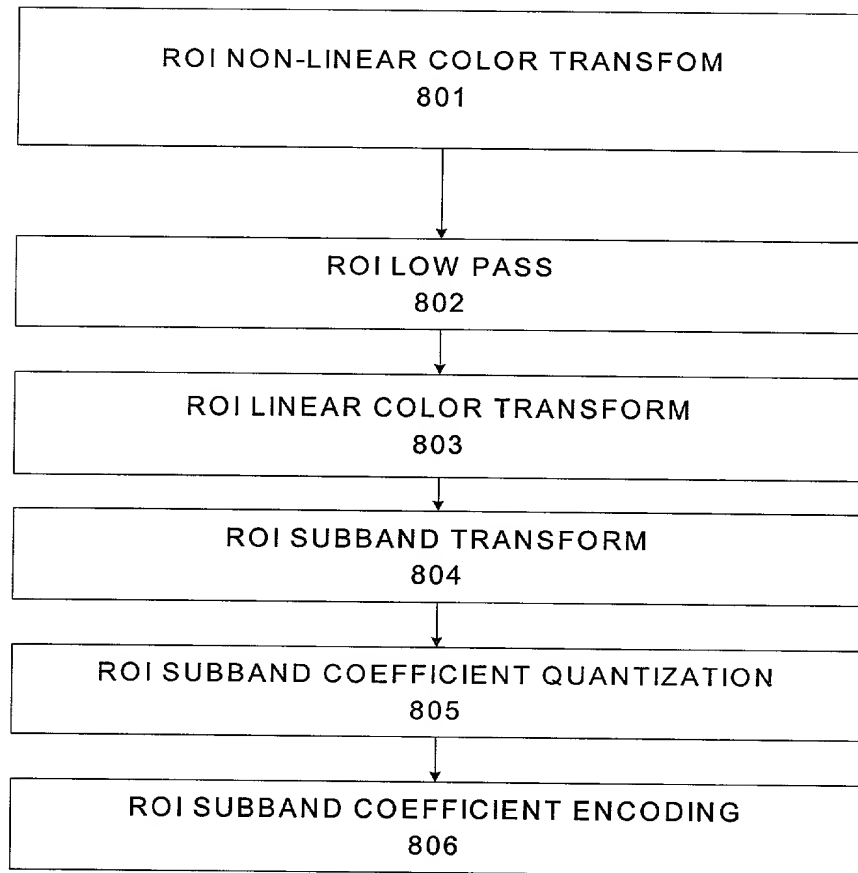 ROI NON-LINEAR COLOR TRANSFOM
801
ROI LOW PASS
802
ROI LINEAR COLOR TRANSFORM
803
ROI SUBBAND TRANSFORM
804
ROI SUBBAND COEFFICIENT QUANTIZATION
805
ROI SUBBAND COEFFICIENT ENCODING
806